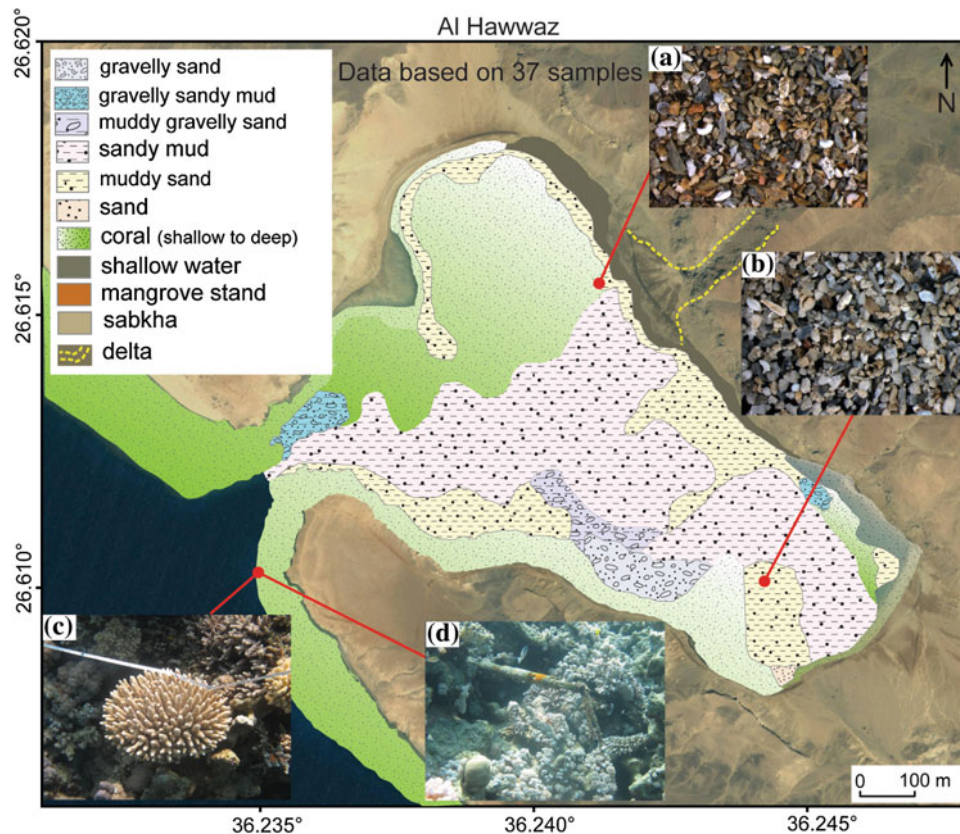 Al Hawwaz
26.620°
26.615°
26.610°
gravelly sand
gravelly sandy mud
muddy gravelly sand
sandy mud
muddy sand
sand
coral (shallow to deep)
shallow water
mangrove stand
sabkha
delta
Data based on 37 samples
N
(a)
(b)
(c)
(d)
0 100 m
36.235°
36.240°
36.245°